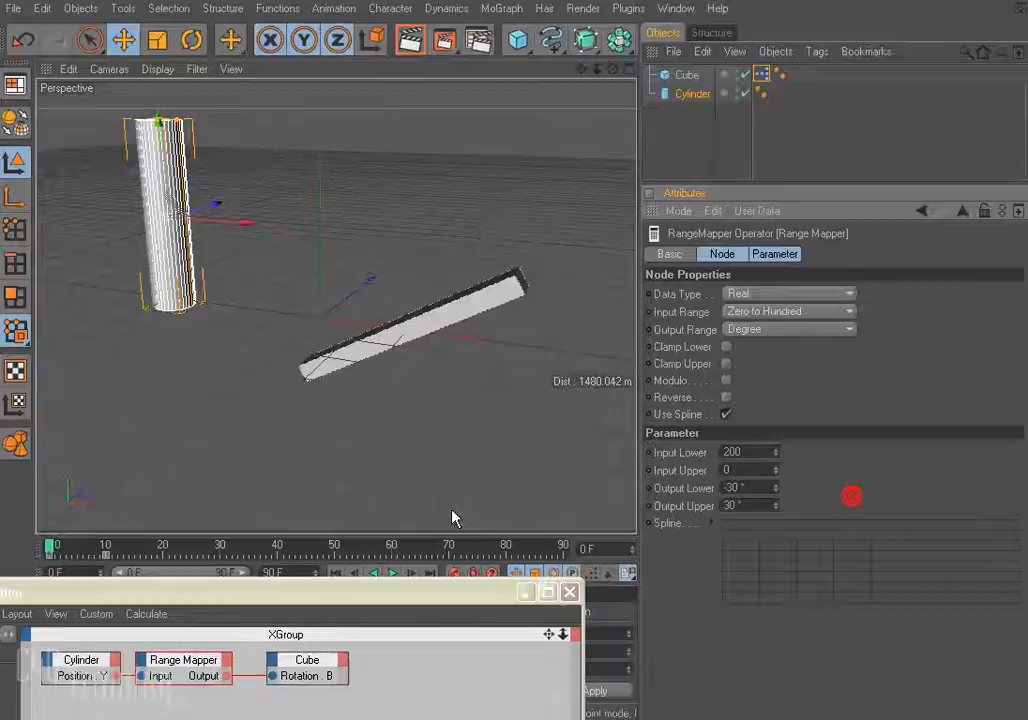 File Edit Objects Tools Selection Structure Functions Animation Character Dynamics MoGraph Hair Render Plugins Window Help
Objects Structure
File Edit View Objects Tags Bookmarks
Edit Cameras Display Filter View
Perspective
Cube
Cylinder
Attributes
Mode Edit User Data
RangeMapper Operator [Range Mapper]
Basic Node Parameter
Node Properties
Data Type . . Real
Input Range Zero to Hundred
Output Range Degree
Clamp Lower
Clamp Upper
Modulo . .
Reverse . . .
Use Spline . .
Parameter
Input Lower 200
Input Upper 0
Output Lower -30 °
Output Upper 30 °
Spline . .
Dist : 1480.042 m
0 10 20 30 40 50 60 70 80 90 0 F
0 F 0 F 30 F 90 F
Layout View Custom Calculate
XGroup
Cylinder Range Mapper Cube
Position . Y Input Output Rotation . B
Apply